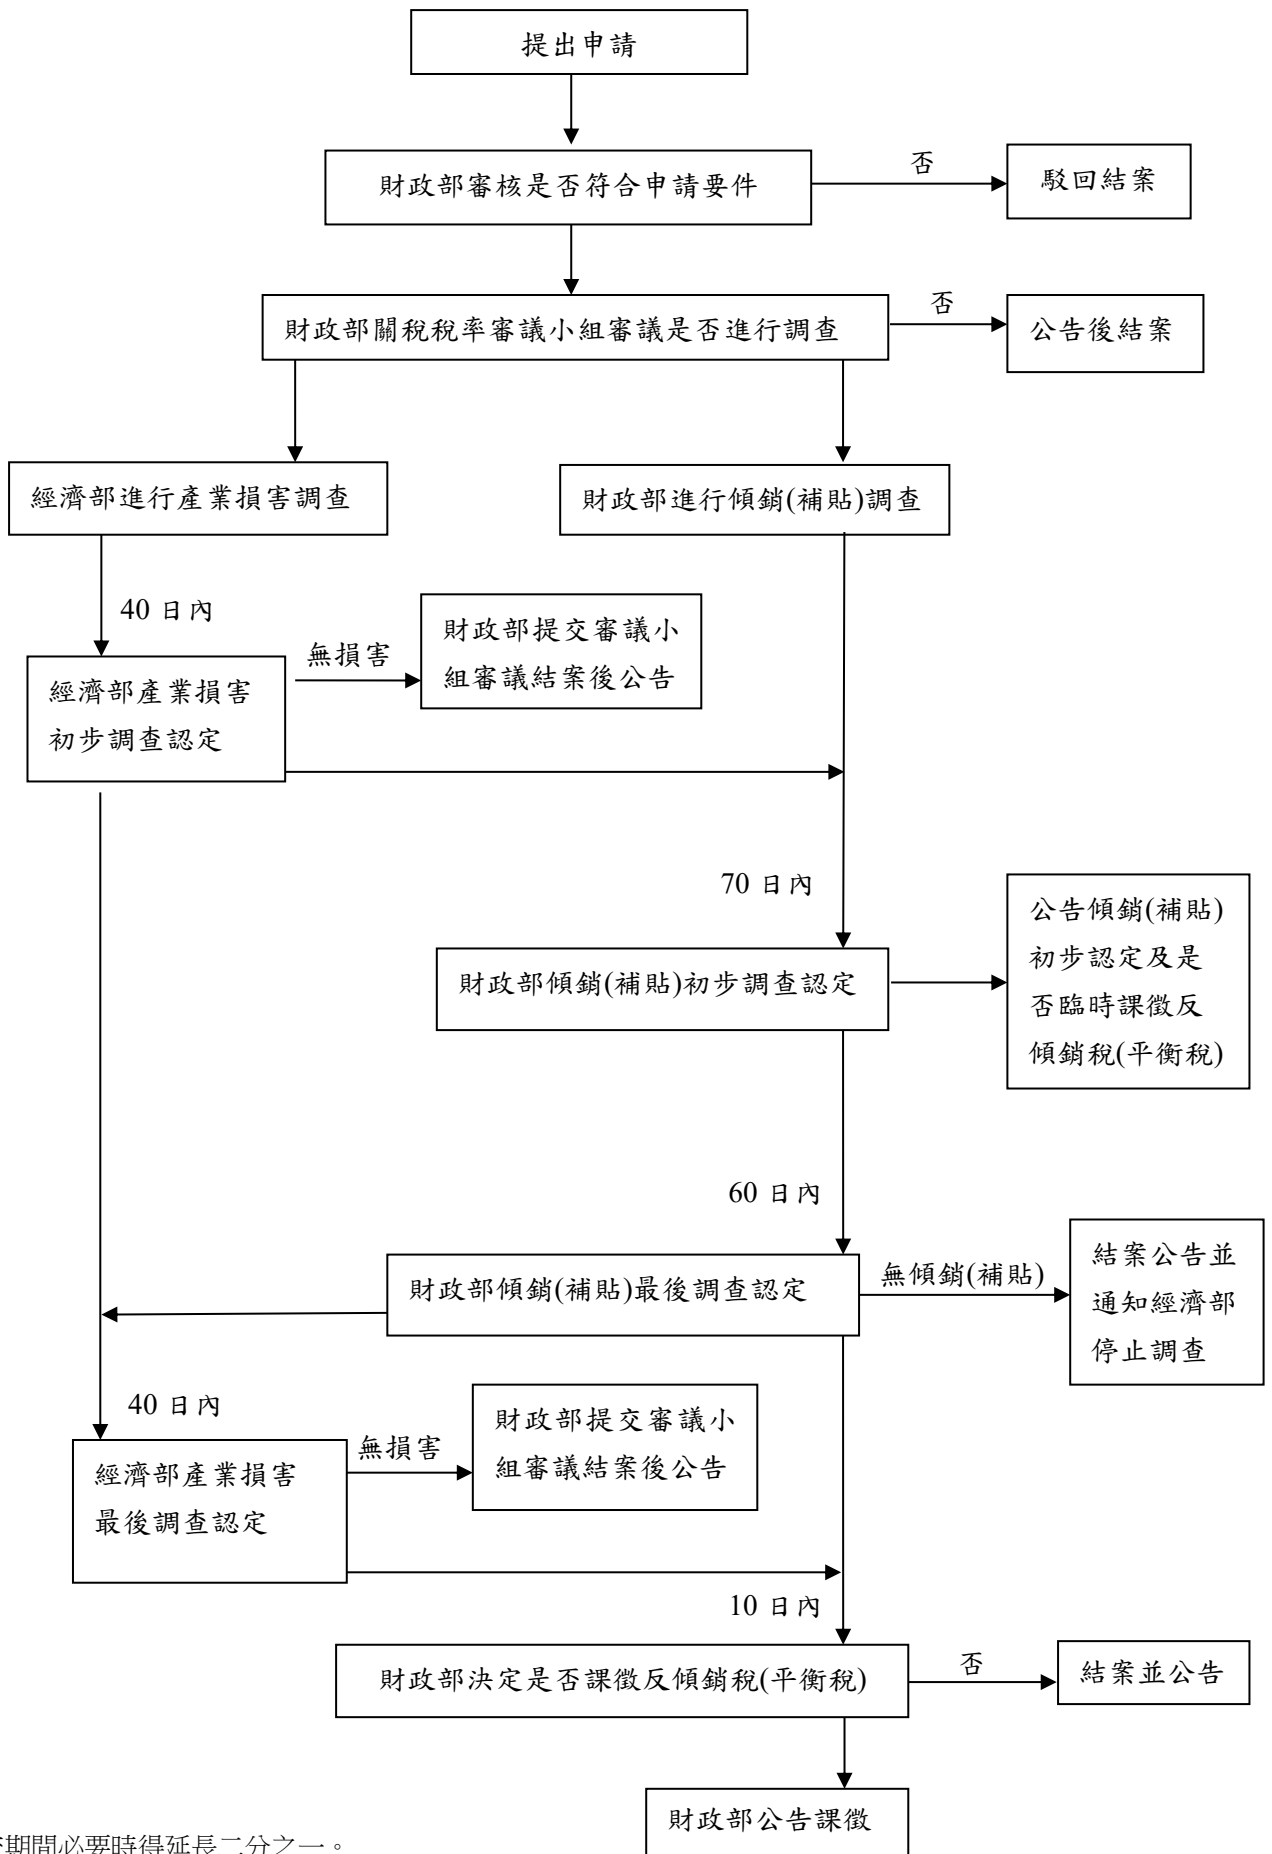 提出申請
財政部審核是否符合申請要件
否
駁回結案
財政部關稅稅率審議小組審議是否進行調查
否
公告後結案
經濟部進行產業損害調查
財政部進行傾銷(補貼)調查
40 日內
經濟部產業損害
初步調查認定
無損害
財政部提交審議小
組審議結案後公告
70 日內
財政部傾銷(補貼)初步調查認定
公告傾銷(補貼)
初步認定及是
否臨時課徵反
傾銷稅(平衡稅)
60 日內
財政部傾銷(補貼)最後調查認定
無傾銷(補貼)
結案公告並
通知經濟部
停止調查
40 日內
經濟部產業損害
最後調查認定
無損害
財政部提交審議小
組審議結案後公告
10 日內
財政部決定是否課徵反傾銷稅(平衡稅)
否
結案並公告
財政部公告課徵
期間必要時得延長二分之一。